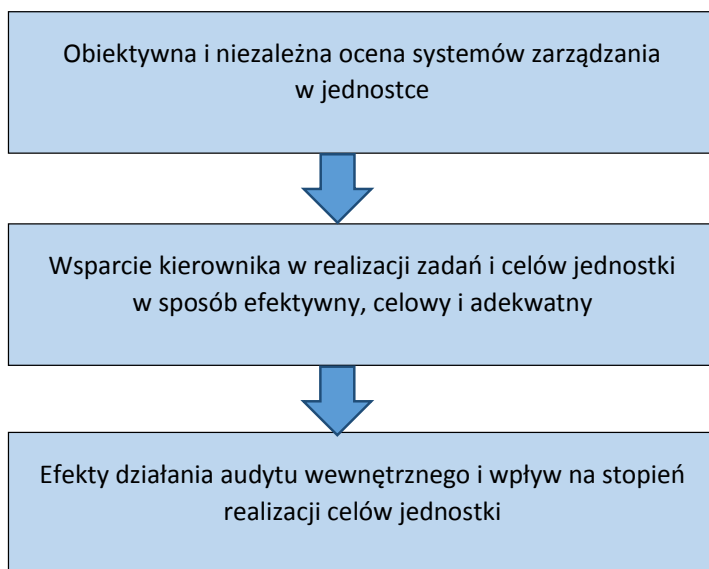 Obiektywna i niezależna ocena systemów zarządzania
w jednostce
Wsparcie kierownika w realizacji zadań i celów jednostki
w sposób efektywny, celowy i adekwatny
Efekty działania audytu wewnętrznego i wpływ na stopień
realizacji celów jednostki